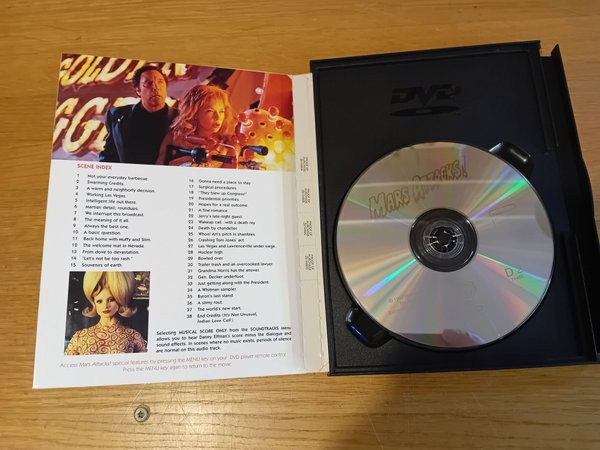 GOLDEN
GGET
SCENE INDEX
1 Not your everyday barbecue.
2 Swarming Credits.
3 A warm and neighborly decision.
4 Working Las Vegas.
5 Intelligent life out there.
6 Martian detail; roundups.
7 We interrupt this broadcast.
8 The meaning of it all.
9 Always the best one.
10 A basic question.
11 Back home with Muffy and Slim.
12 The welcome mat in Nevada.
13 From dove to devastation.
14 "Let's not be too rash."
15 Souvenirs of earth.
16 Gonna need a place to stay
17 Surgical procedures
18 "They blew up Congress"
19 Presidential priorities.
20 Hopes for a real outcome.
21 A fine romance.
22 Jerry's late-night guest.
23 Wakeup call with a death ray
24 Death by chandelier
25 Whoa! Art's pitch is shambles.
26 Crashing Tom Jones' act.
27 Las Vegas and Lawrenceville under siege.
28 Nuclear high
29 Bowled over
30 Trailer trash and an overcooked lawyer.
31 Grandma Norris has the answer.
32 Gen. Decker underfoot.
33 Just getting along with the President.
34 A Whitman sampler.
35 Byron's last stand
36 A slimy rout.
37 The world's new start
38 End Credits (It's Not Unusual,
Indian Love Call)
Selecting MUSICAL SCORE ONLY from the SOUNDTRACKS menu
allows you to hear Danny Elfman's score minus the dialogue and
sound effects. In scenes where no music exists, periods of silence
are normal on this audio track.
Access Mars Attacks! special features by pressing the MENU key on your DVD player remote control.
Press the MENU key again to return to the movie.
DVD
MARS ATTACKS!